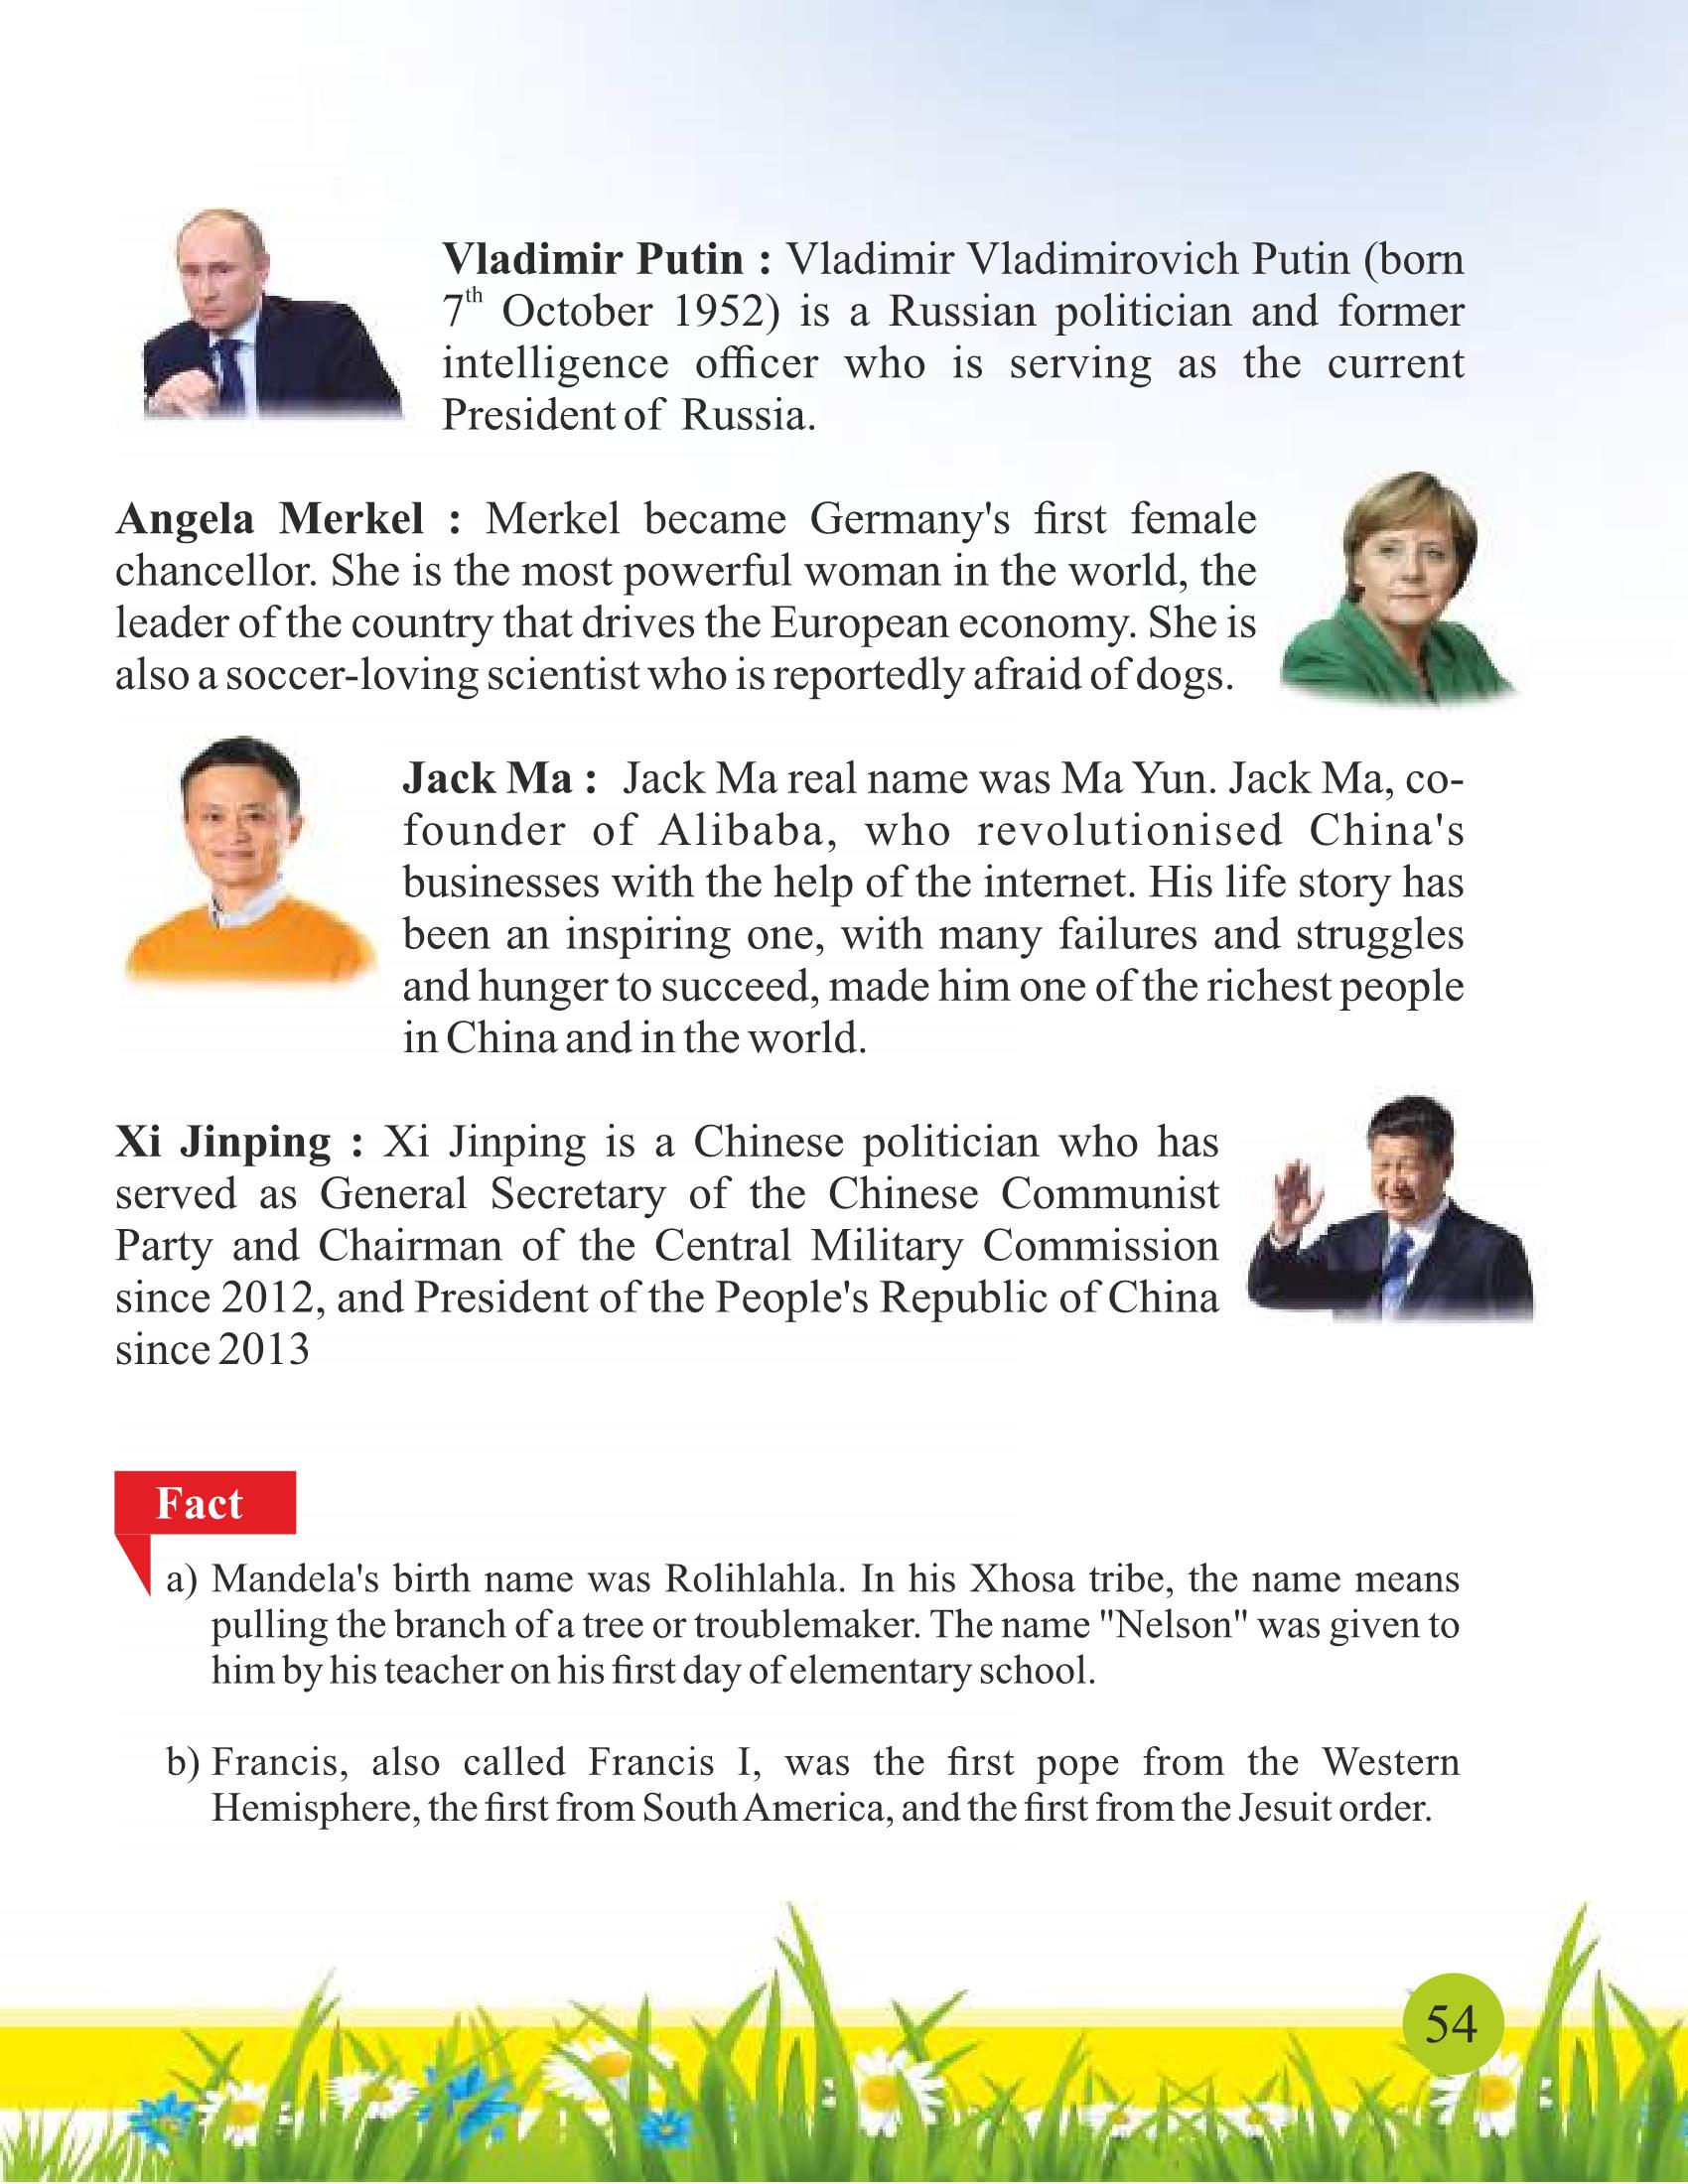 Vladimir Putin : Vladimir Vladimirovich Putin (born
7th October 1952) is a Russian politician and former
intelligence officer who is serving as the current
President of Russia.
Angela Merkel : Merkel became Germany's first female
chancellor. She is the most powerful woman in the world, the
leader of the country that drives the European economy. She is
also a soccer-loving scientist who is reportedly afraid of dogs.
Jack Ma : Jack Ma real name was Ma Yun. Jack Ma, co-
founder of Alibaba, who revolutionised China's
businesses with the help of the internet. His life story has
been an inspiring one, with many failures and struggles
and hunger to succeed, made him one of the richest people
in China and in the world.
Xi Jinping : Xi Jinping is a Chinese politician who has
served as General Secretary of the Chinese Communist
Party and Chairman of the Central Military Commission
since 2012, and President of the People's Republic of China
since 2013
Fact
a) Mandela's birth name was Rolihlahla. In his Xhosa tribe, the name means
pulling the branch of a tree or troublemaker. The name "Nelson" was given to
him by his teacher on his first day of elementary school.
b) Francis, also called Francis I, was the first pope from the Western
Hemisphere, the first from South America, and the first from the Jesuit order.
54